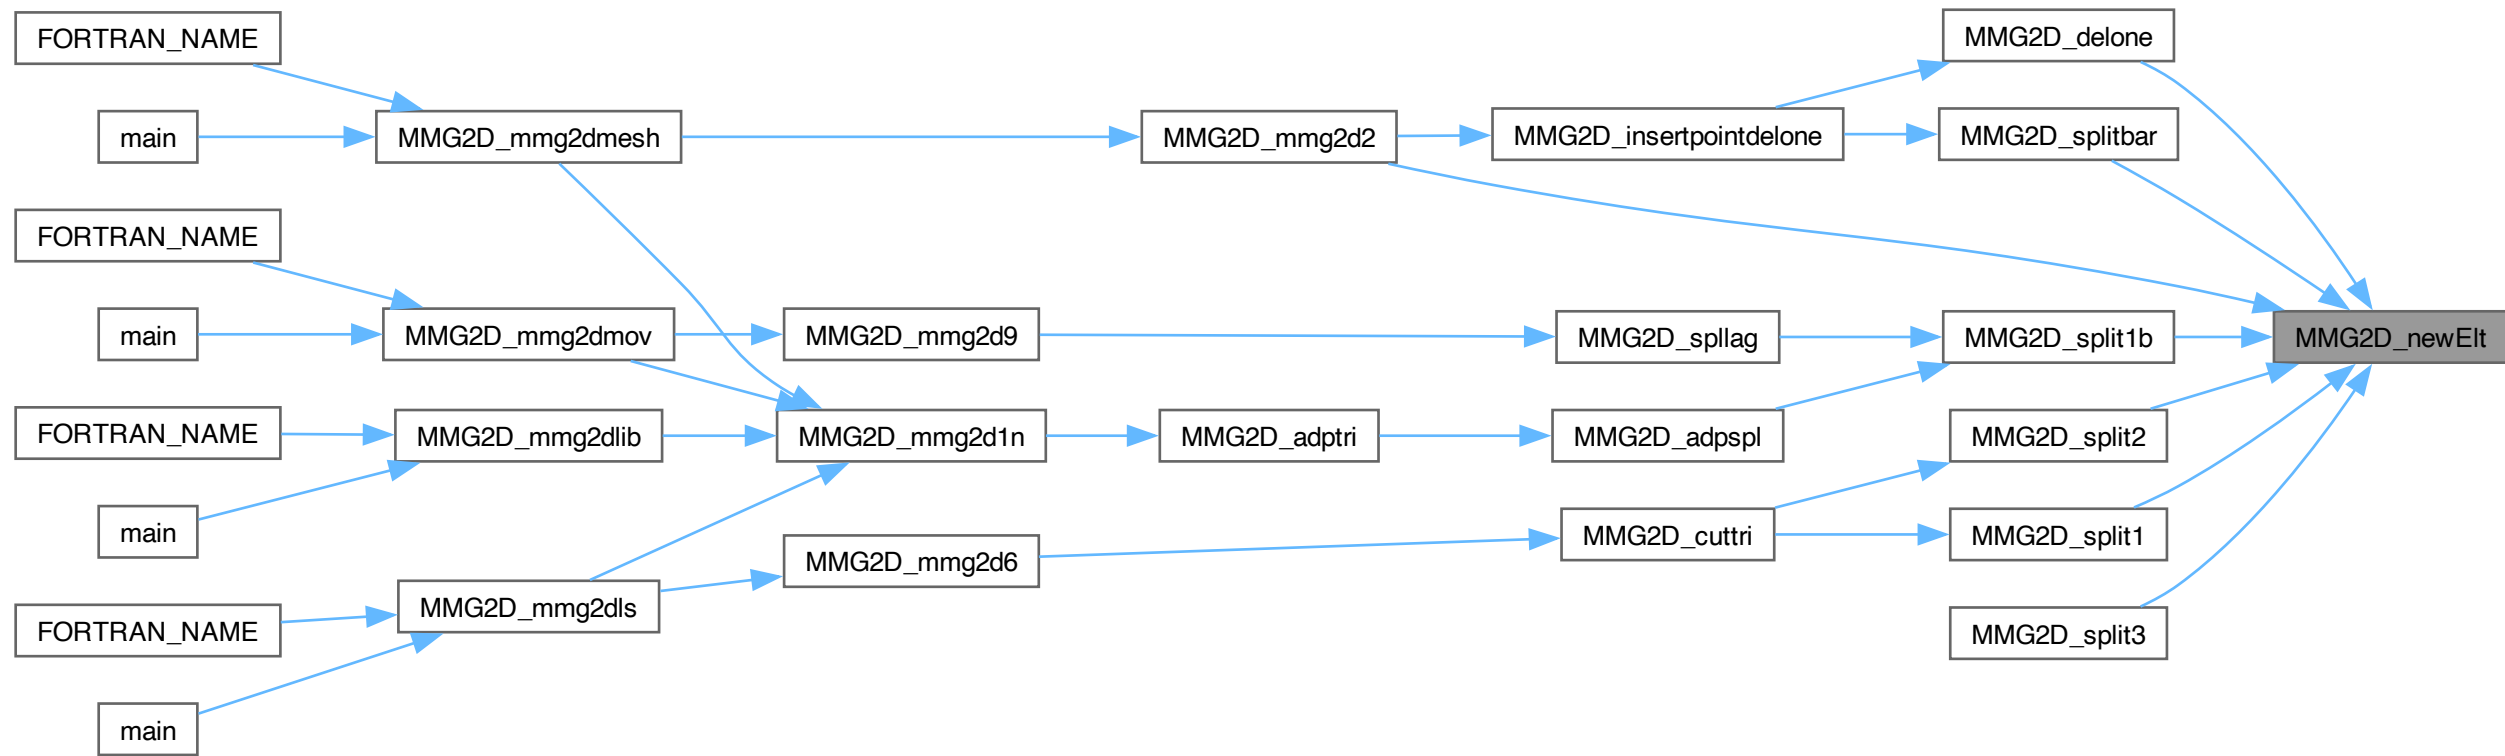 FORTRAN_NAME
MMG2D_delone
main
MMG2D_mmg2dmesh
MMG2D_mmg2d2
MMG2D_insertpointdelone
MMG2D_splitbar
FORTRAN_NAME
main
MMG2D_mmg2dmov
MMG2D_mmg2d9
MMG2D_spllag
MMG2D_split1b
MMG2D_newElt
FORTRAN_NAME
MMG2D_mmg2dlib
MMG2D_mmg2d1n
MMG2D_adptri
MMG2D_adpspl
MMG2D_split2
main
MMG2D_cuttri
MMG2D_split1
MMG2D_mmg2d6
MMG2D_mmg2dls
FORTRAN_NAME
MMG2D_split3
main